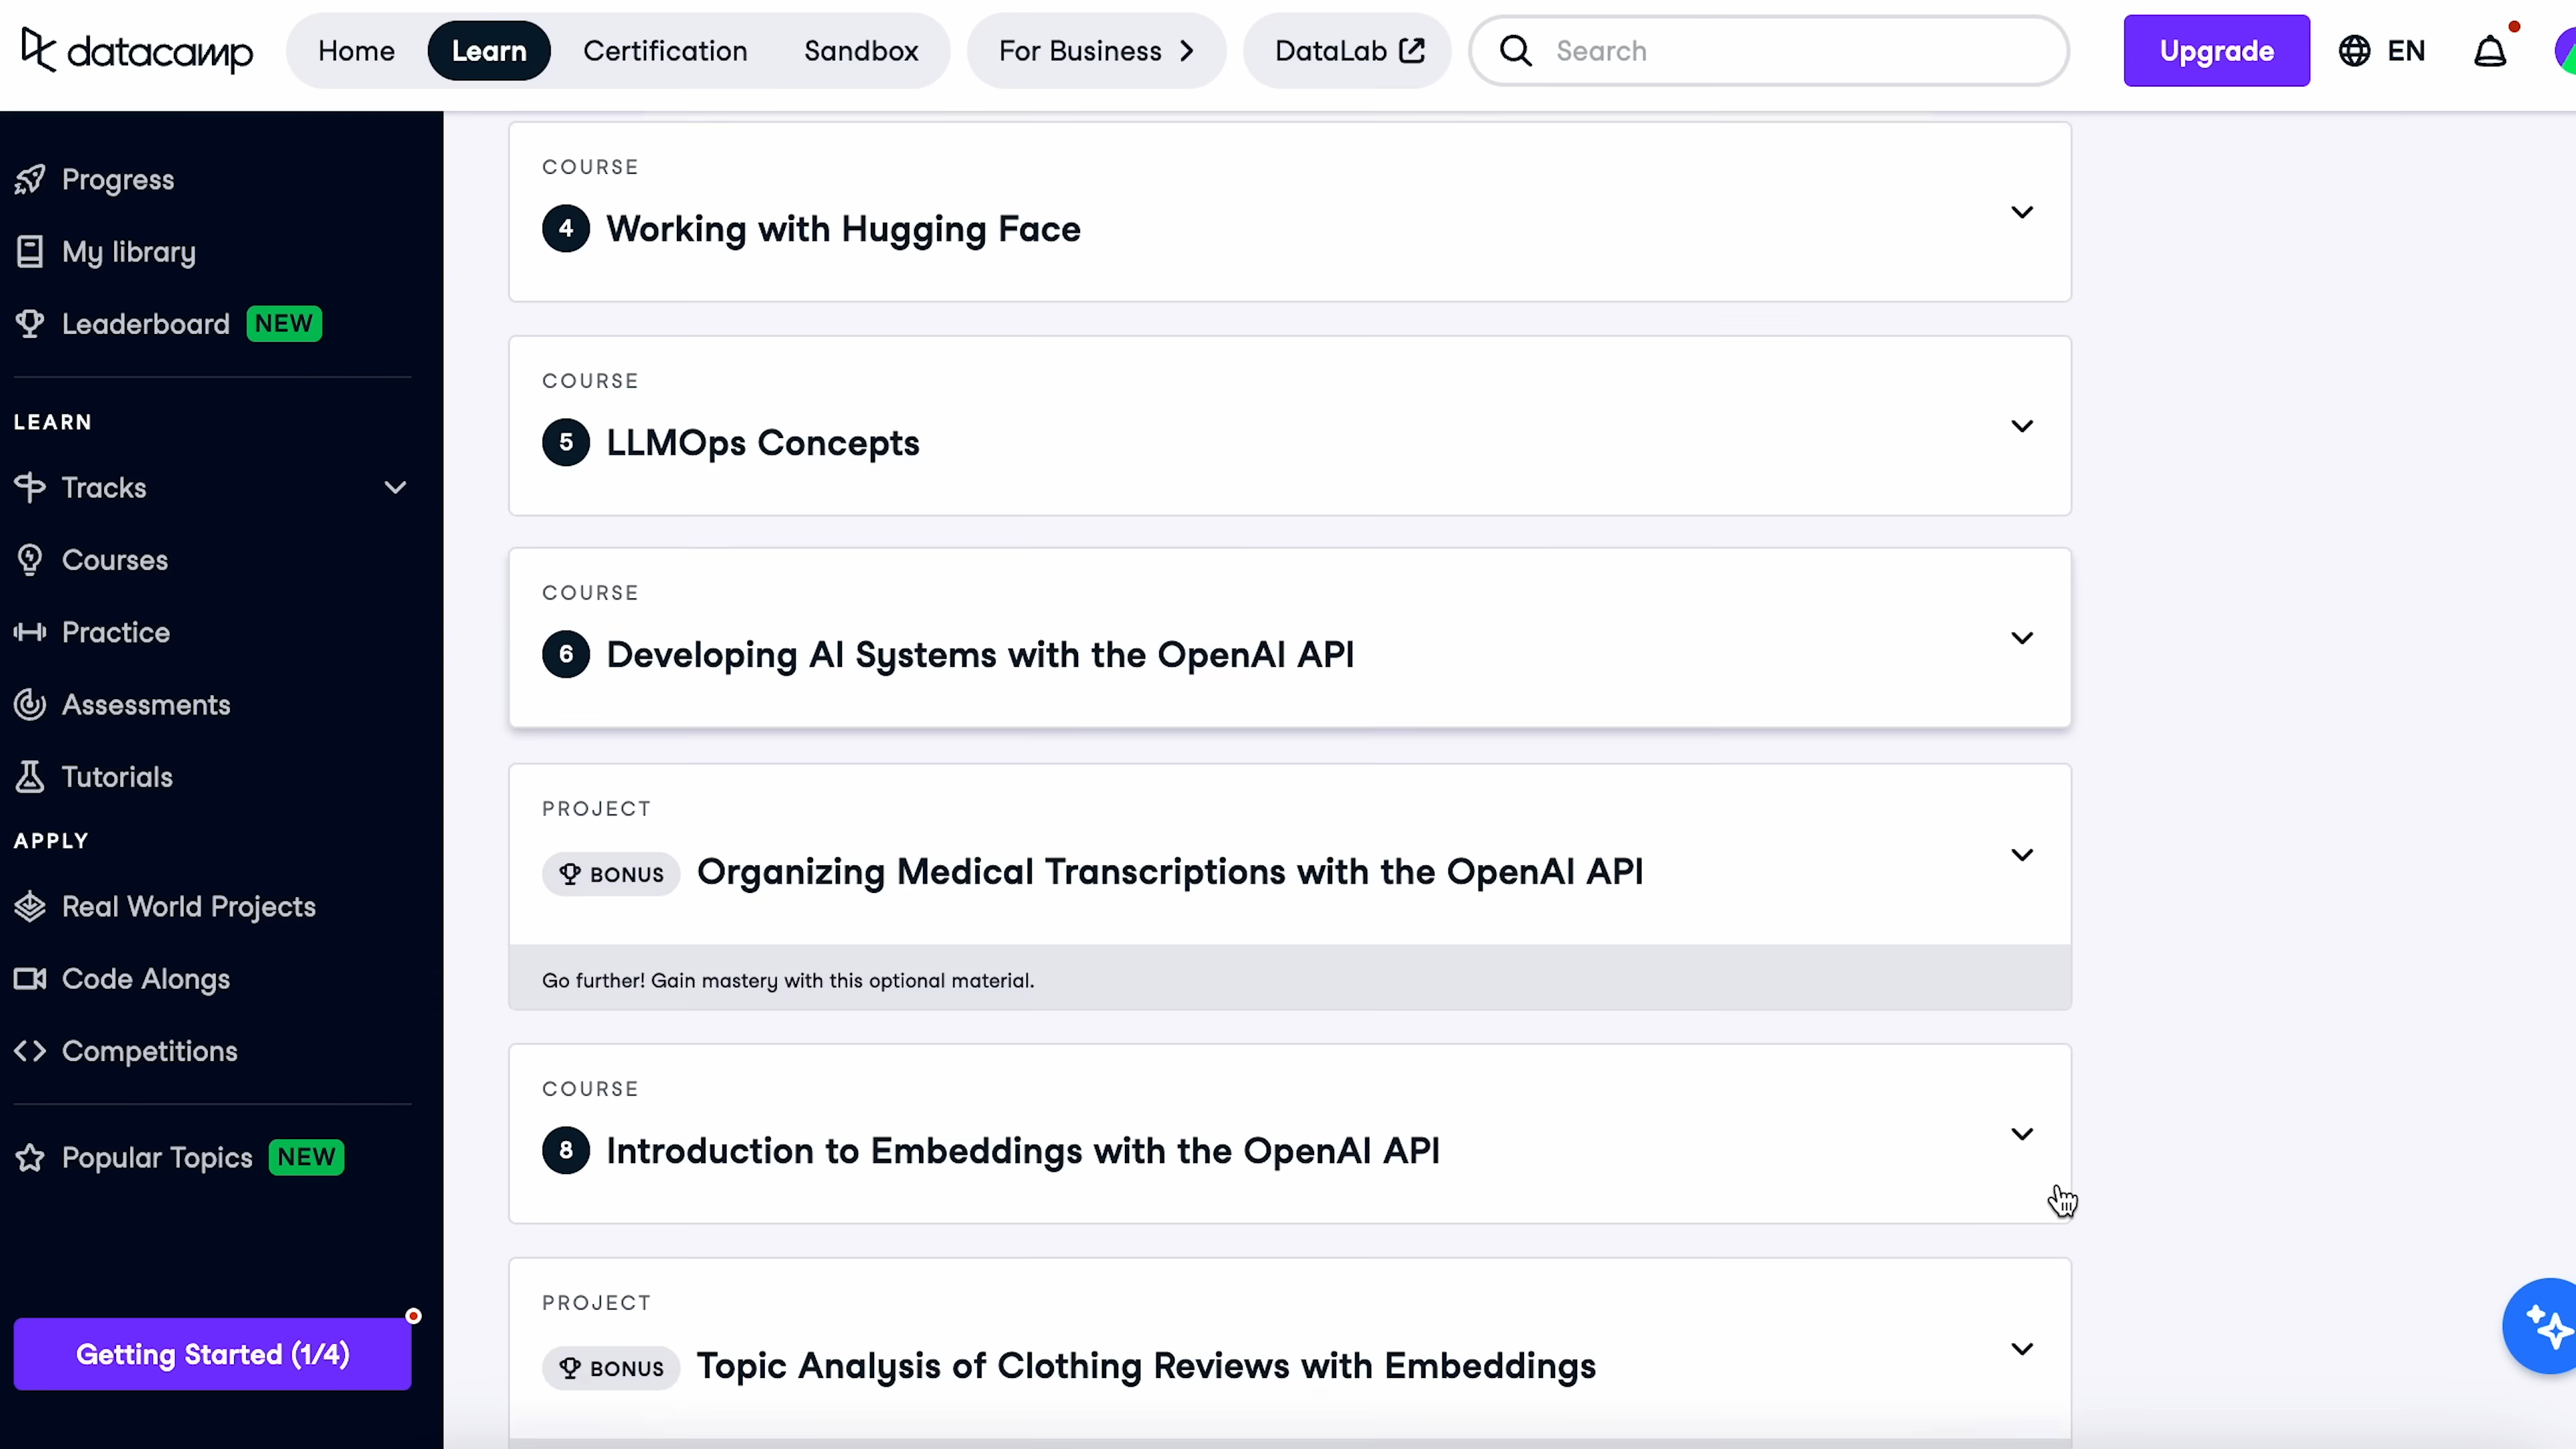 datacamp
Home Learn Certification Sandbox For Business DataLab Search Upgrade EN
Progress
My library
Leaderboard NEW
LEARN
Tracks
Courses
Practice
Assessments
Tutorials
APPLY
Real World Projects
Code Alongs
Competitions
Popular Topics NEW
Getting Started (1/4)
COURSE
4 Working with Hugging Face
COURSE
5 LLMOps Concepts
COURSE
6 Developing AI Systems with the OpenAI API
PROJECT
BONUS Organizing Medical Transcriptions with the OpenAI API
Go further! Gain mastery with this optional material.
COURSE
8 Introduction to Embeddings with the OpenAI API
PROJECT
BONUS Topic Analysis of Clothing Reviews with Embeddings